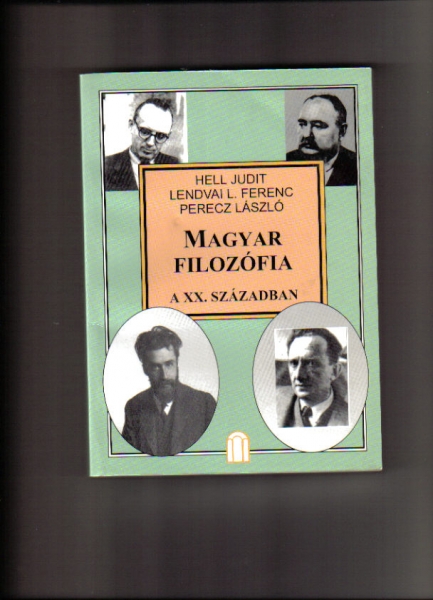 HELL JUDIT
LENDVAI L. FERENC
PERECZ LÁSZLÓ
MAGYAR
FILOZÓFIA
A XX. SZÁZADBAN